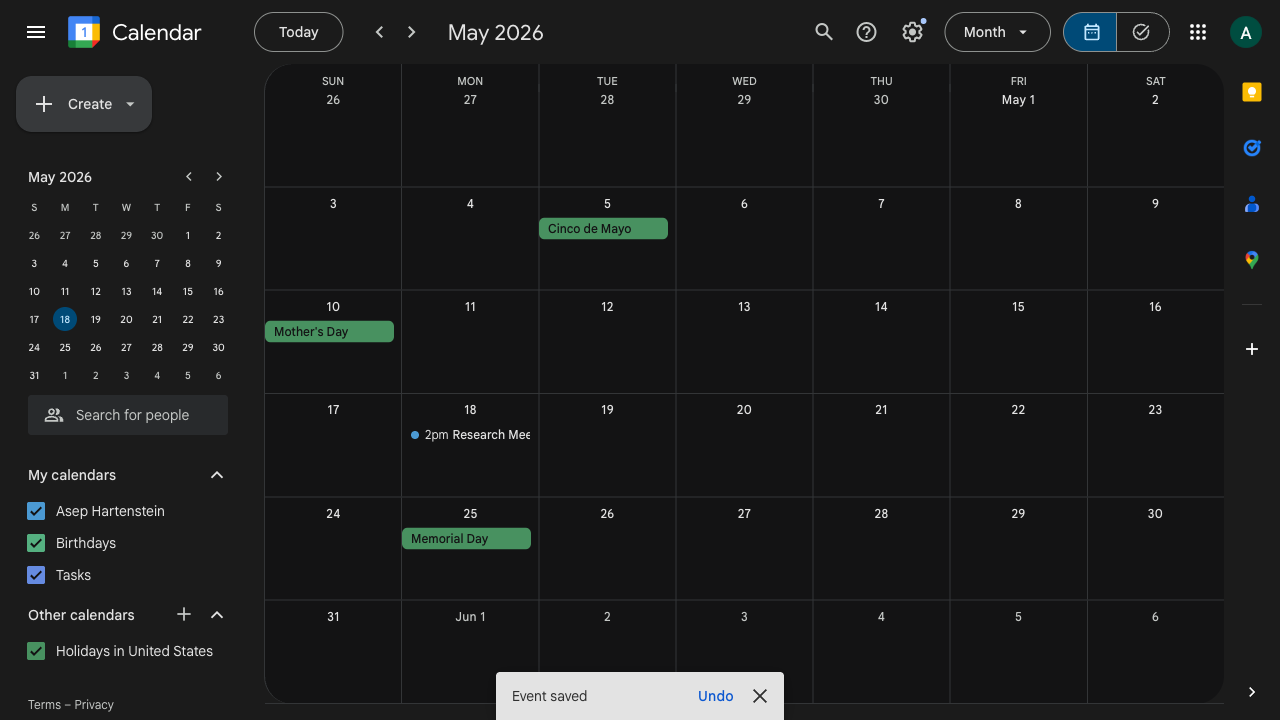 1 Calendar
Today
May 2026
Month
A
Create
May 2026
S M T W T F S
26 27 28 29 30 1 2
3 4 5 6 7 8 9
10 11 12 13 14 15 16
17 18 19 20 21 22 23
24 25 26 27 28 29 30
31 1 2 3 4 5 6
Search for people
My calendars
Asep Hartenstein
Birthdays
Tasks
Other calendars
Holidays in United States
Terms – Privacy
SUN MON TUE WED THU FRI SAT
26 27 28 29 30 May 1 2
3 4 5 6 7 8 9
Cinco de Mayo
10 11 12 13 14 15 16
Mother's Day
17 18 19 20 21 22 23
2pm Research Mee
24 25 26 27 28 29 30
Memorial Day
31 Jun 1 2 3 4 5 6
Event saved Undo